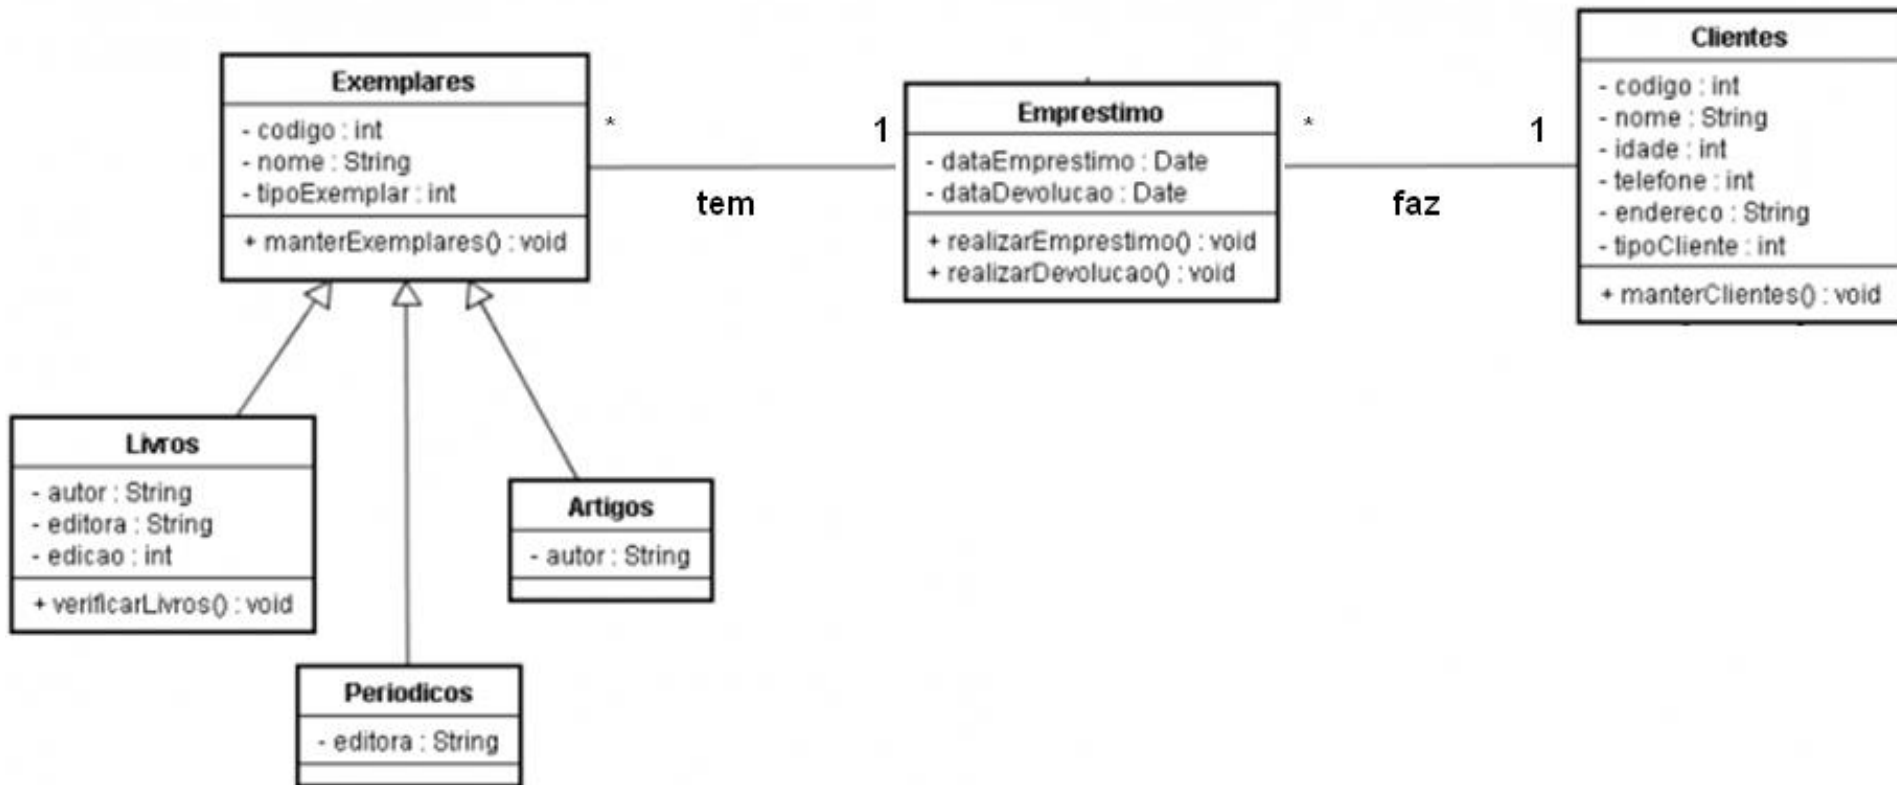 Exemplares
- codigo : int
- nome : String
- tipoExemplar : int
+ manterExemplares() : void
*
1
tem
Emprestimo
- dataEmprestimo : Date
- dataDevolucao : Date
+ realizarEmprestimo() : void
+ realizarDevolucao() : void
*
1
faz
Clientes
- codigo : int
- nome : String
- idade : int
- telefone : int
- endereco : String
- tipoCliente : int
+ manterClientes() : void
Livros
- autor : String
- editora : String
- edicao : int
+ verificarLivros() : void
Artigos
- autor : String
Periodicos
- editora : String